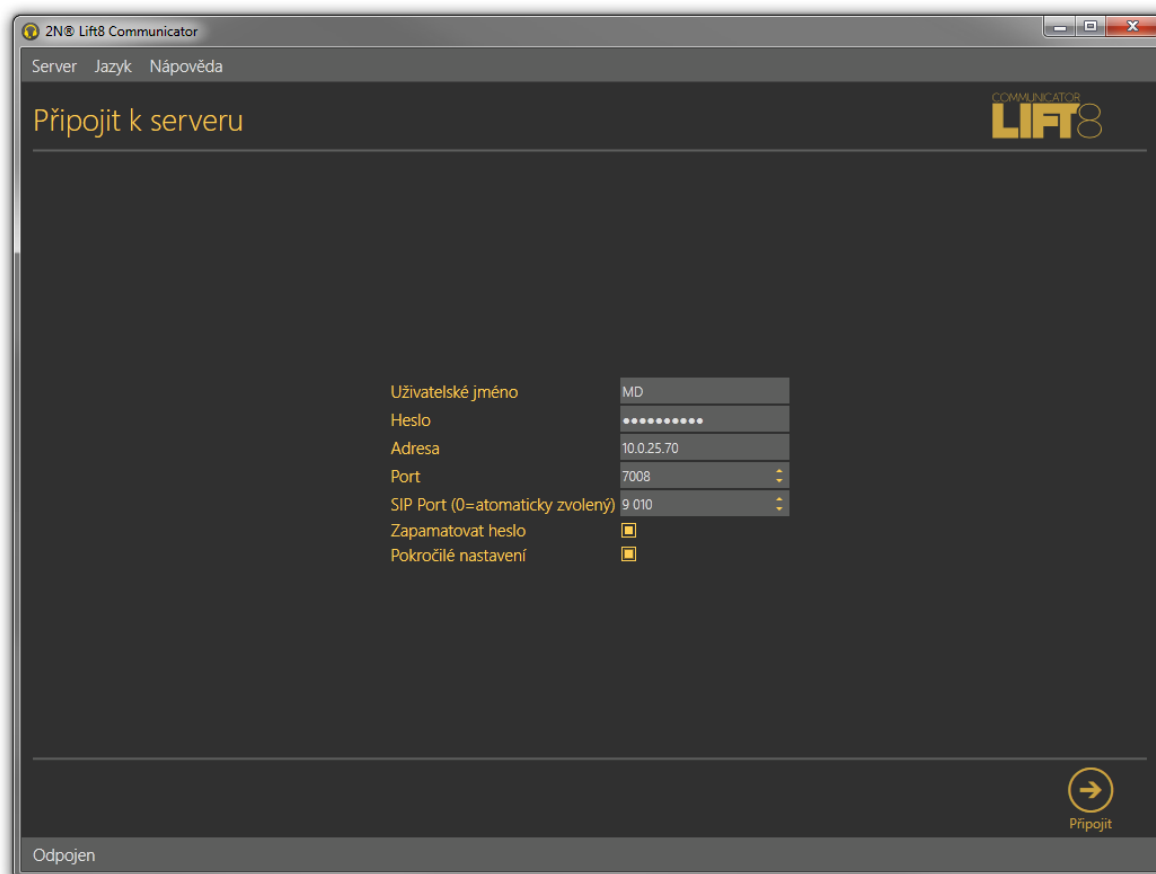 2N® Lift8 Communicator
Server Jazyk Nápověda
Připojit k serveru
COMMUNICATOR
LIFT8
Uživatelské jméno MD
Heslo ••••••••••
Adresa 10.0.25.70
Port 7008
SIP Port (0=atomaticky zvolený) 9 010
Zapamatovat heslo
Pokročilé nastavení
Připojit
Odpojen